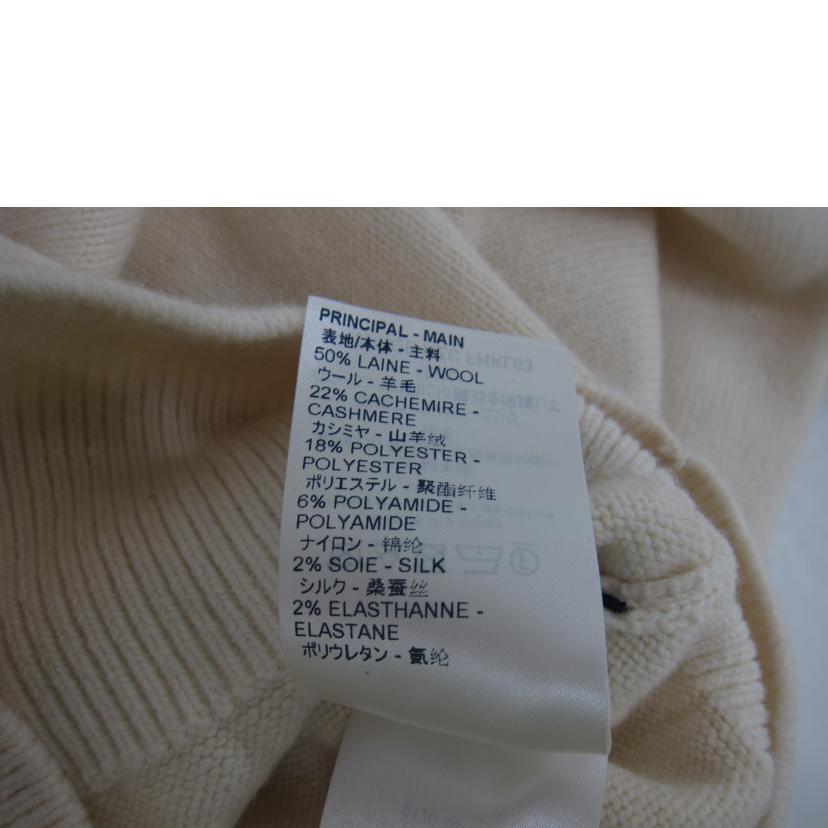 PRINCIPAL - MAIN
表地/本体 - 主料
50% LAINE - WOOL
ウール - 羊毛
22% CACHEMIRE -
CASHMERE
カシミヤ - 山羊绒
18% POLYESTER -
POLYESTER
ポリエステル - 聚酯纤维
6% POLYAMIDE -
POLYAMIDE
ナイロン - 锦纶
2% SOIE - SILK
シルク - 桑蚕丝
2% ELASTHANNE -
ELASTANE
ポリウレタン - 氨纶